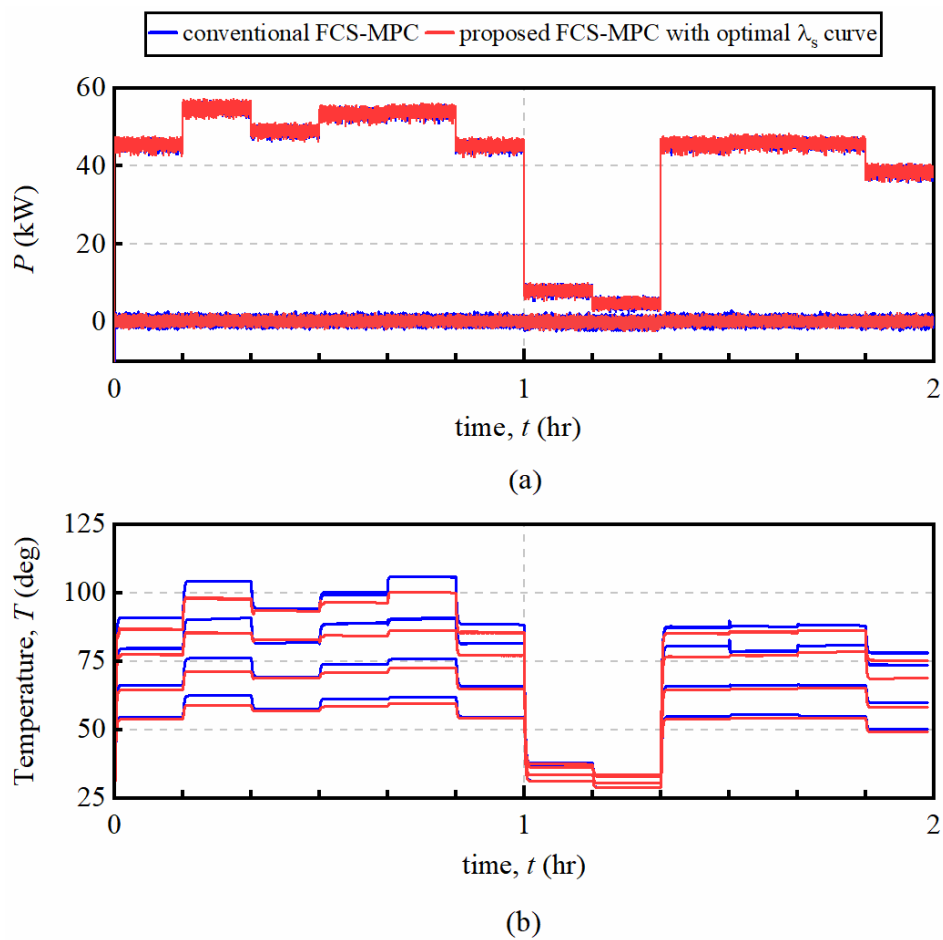 conventional FCS-MPC proposed FCS-MPC with optimal λs curve
60
40
20
0
P (kW)
0 1 2
time, t (hr)
(a)
125
100
75
50
25
Temperature, T (deg)
0 1 2
time, t (hr)
(b)